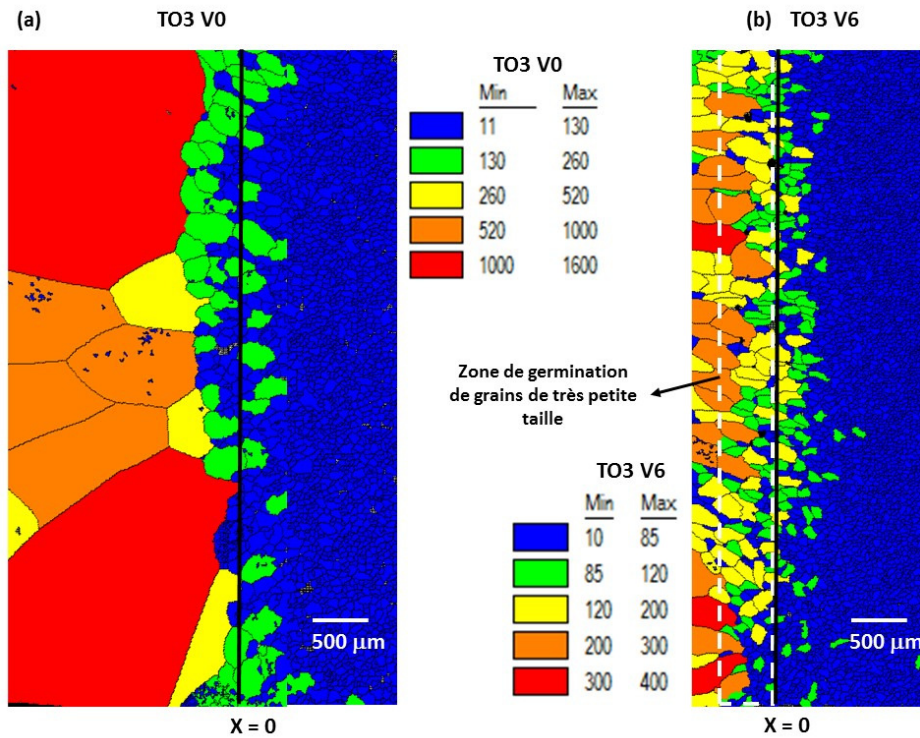 (a)
TO3 V0
(b)
TO3 V6
TO3 V0
Min Max
11 130
130 260
260 520
520 1000
1000 1600
Zone de germination
de grains de très petite
taille
TO3 V6
Min Max
10 85
85 120
120 200
200 300
300 400
500 µm
500 µm
X = 0
X = 0